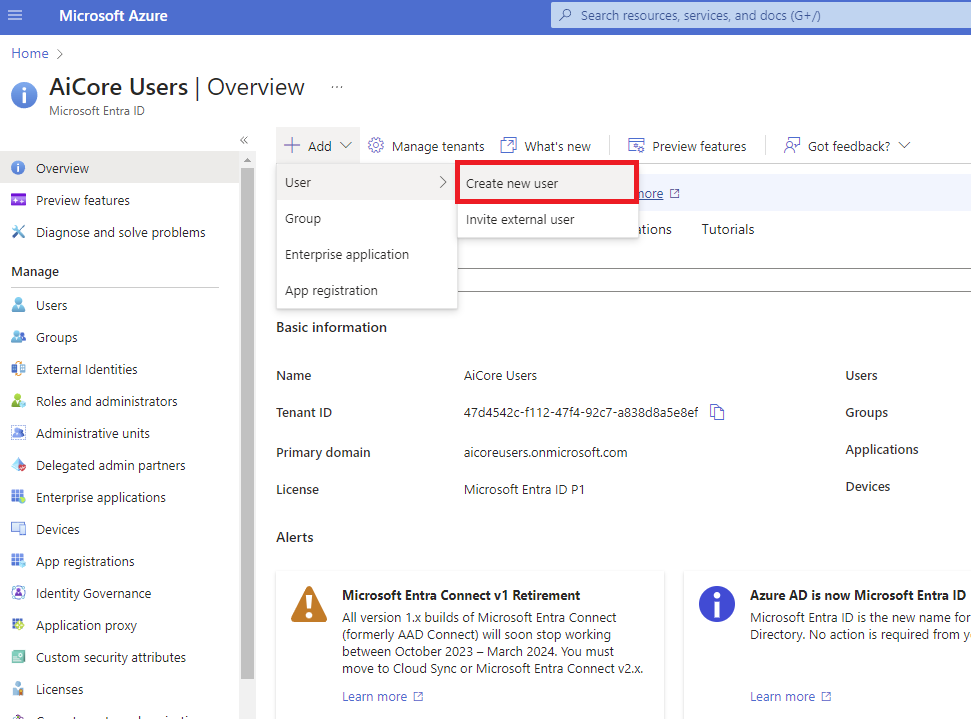 Microsoft Azure
Search resources, services, and docs (G+/)
Home
AiCore Users | Overview
Microsoft Entra ID
Overview
Preview features
Diagnose and solve problems
Manage
Users
Groups
External Identities
Roles and administrators
Administrative units
Delegated admin partners
Enterprise applications
Devices
App registrations
Identity Governance
Application proxy
Custom security attributes
Licenses
Add
Manage tenants
What's new
Preview features
Got feedback?
User
Group
Enterprise application
App registration
Create new user
Invite external user
Tutorials
Basic information
Name AiCore Users Users
Tenant ID 47d4542c-f112-47f4-92c7-a838d8a5e8ef Groups
Primary domain aicoreusers.onmicrosoft.com Applications
License Microsoft Entra ID P1 Devices
Alerts
Microsoft Entra Connect v1 Retirement
All version 1.x builds of Microsoft Entra Connect
(formerly AAD Connect) will soon stop working
between October 2023 – March 2024. You must
move to Cloud Sync or Microsoft Entra Connect v2.x.
Learn more
Azure AD is now Microsoft Entra ID
Microsoft Entra ID is the new name for
Directory. No action is required from
Learn more